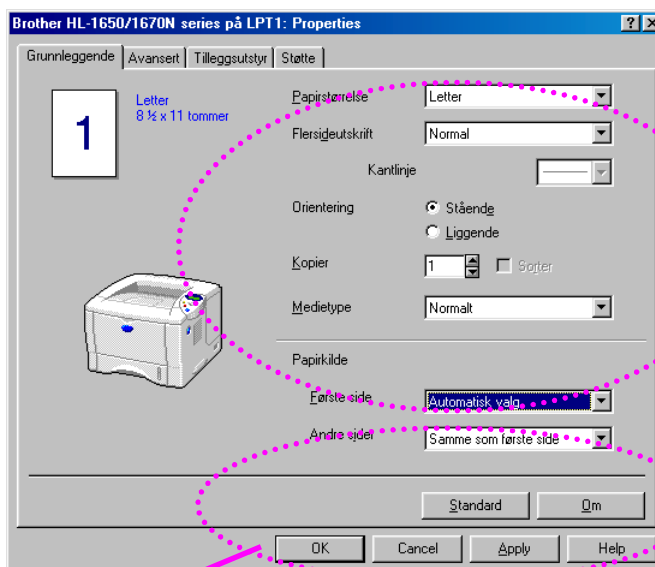 Brother HL-1650/1670N series på LPT1: Properties
Grunnleggende Avansert Tilleggsutstyr Støtte
1
Letter
8 ½ x 11 tommer
Papirstørrelse Letter
Flersideutskrift Normal
Kantlinje
Orientering Stående
Liggende
Kopier 1 Sorter
Medietype Normalt
Papirkilde
Første side Automatisk valg
Andre sider Samme som første side
Standard Om
OK Cancel Apply Help